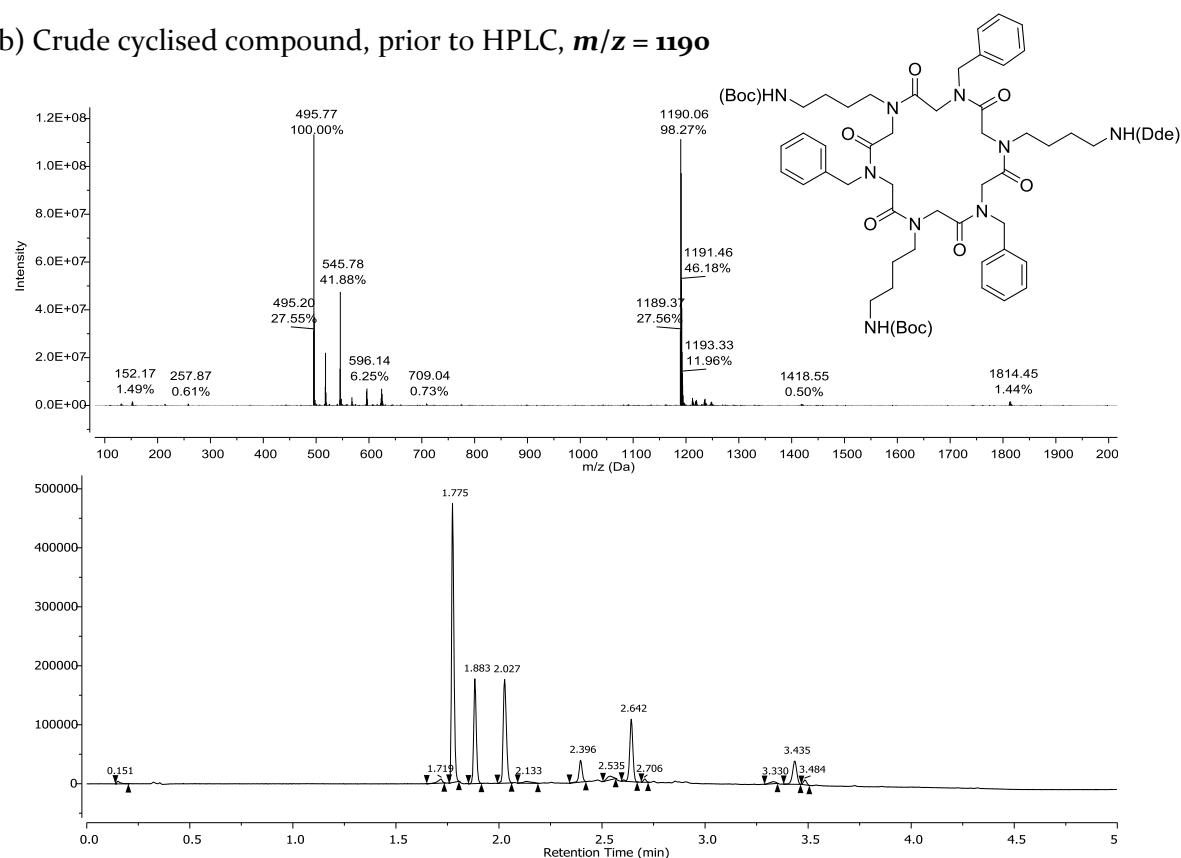 b) Crude cyclised compound, prior to HPLC, m/z = 1190
O
N
O
(Boc)HN
N
O
N
NH(Dde)
N
O
O
N
N
O
NH(Boc)
1.2E+08
1.0E+08
8.0E+07
6.0E+07
4.0E+07
2.0E+07
0.0E+00
Intensity
495.77
100.00%
1190.06
98.27%
545.78
41.88%
1191.46
46.18%
495.20
27.55%
1189.37
27.56%
1193.33
11.96%
596.14
6.25%
152.17
1.49%
257.87
0.61%
709.04
0.73%
1418.55
0.50%
1814.45
1.44%
100 200 300 400 500 600 700 800 900 1000 1100 1200 1300 1400 1500 1600 1700 1800 1900 200
m/z (Da)
500000
400000
300000
200000
100000
0
1.775
1.883 2.027
2.642
2.396
3.435
0.151
1.719
2.133
2.535
2.706
3.330
3.484
0.0 0.5 1.0 1.5 2.0 2.5 3.0 3.5 4.0 4.5 5
Retention Time (min)